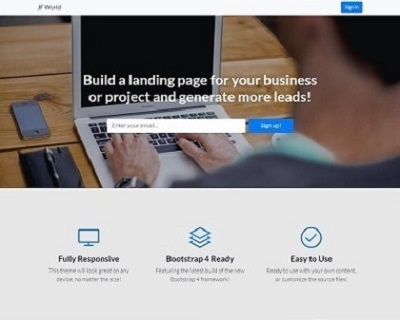 World
Sign In
Build a landing page for your business
or project and generate more leads!
Enter your email...
Sign up!
Fully Responsive
Bootstrap 4 Ready
Easy to Use
This theme will look great on any
device, no matter the size!
Featuring the latest build of the new
Bootstrap 4 framework!
Ready to use with your own content,
or customize the source files!